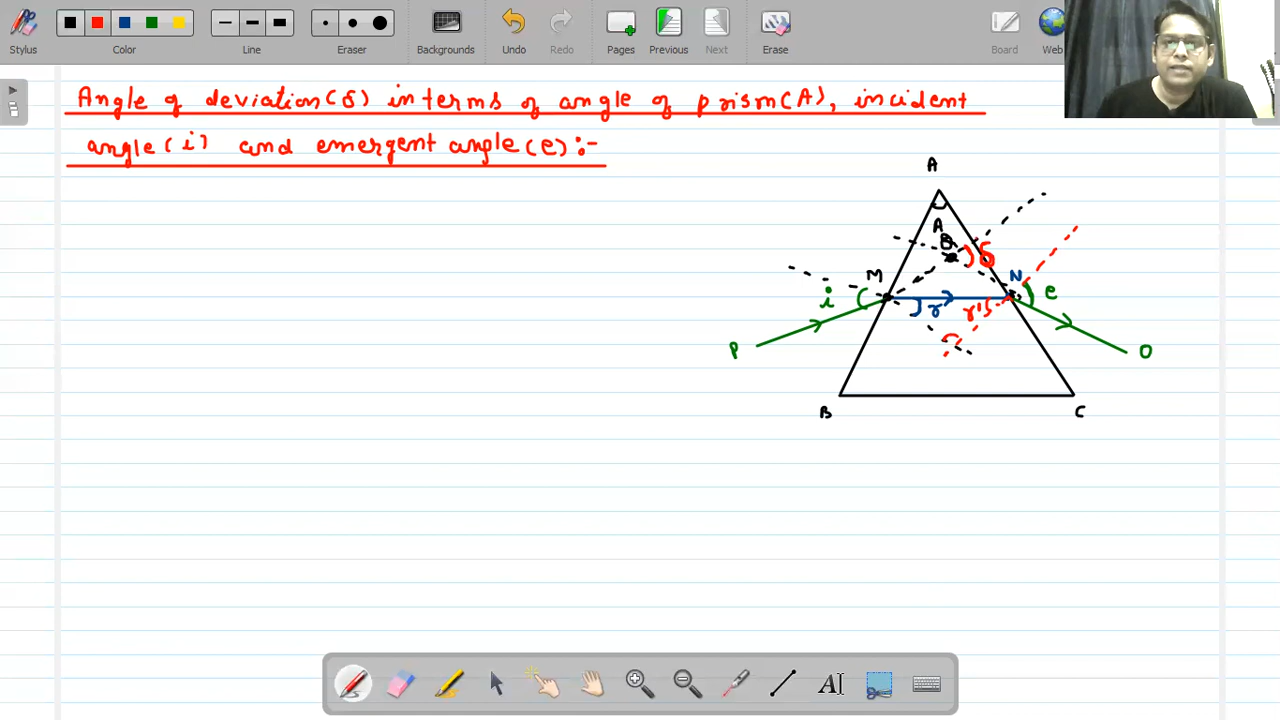 Stylus
Color
Line
Eraser
Backgrounds
Undo
Redo
Pages
Previous
Next
Erase
Board
Web
Angle of deviation(δ) in terms of angle of prism(A), incident
angle(i) and emergent angle(e):-
A
A
δ
M
N
i
r
r'
e
P
O
B
C
AI